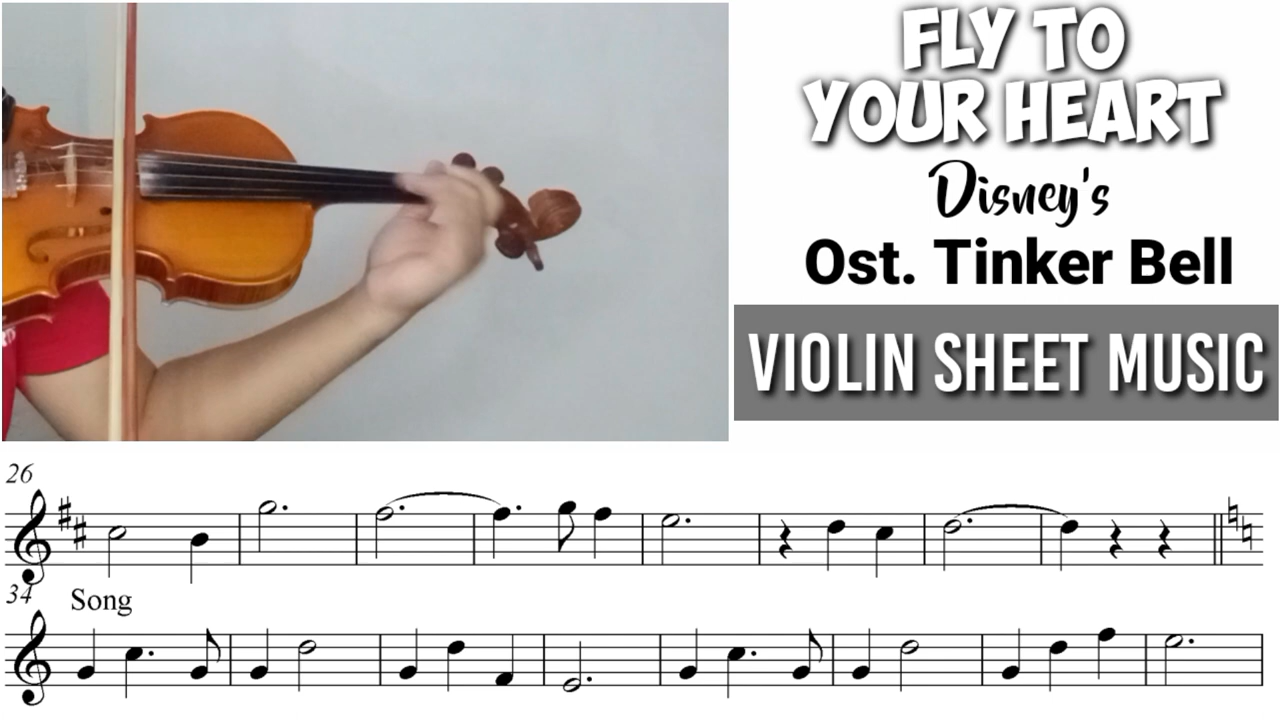 FLY TO
YOUR HEART
Disney's
Ost. Tinker Bell
VIOLIN SHEET MUSIC
26
34
Song